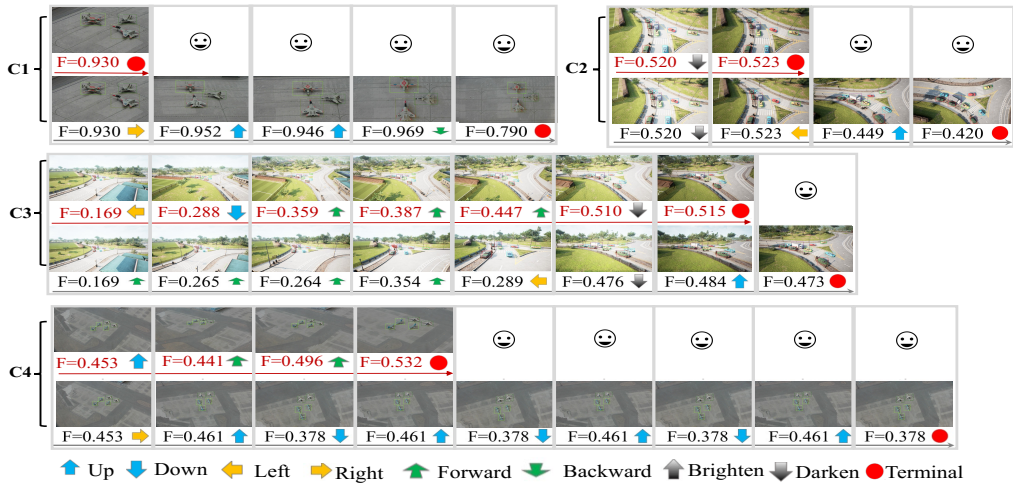 C1
F=0.930
F=0.930 F=0.952 F=0.946 F=0.969 F=0.790
C2
F=0.520 F=0.523
F=0.520 F=0.523 F=0.449 F=0.420
C3
F=0.169 F=0.288 F=0.359 F=0.387 F=0.447 F=0.510 F=0.515
F=0.169 F=0.265 F=0.264 F=0.354 F=0.289 F=0.476 F=0.484 F=0.473
C4
F=0.453 F=0.441 F=0.496 F=0.532
F=0.453 F=0.461 F=0.378 F=0.461 F=0.378 F=0.461 F=0.378 F=0.461 F=0.378
Up Down Left Right Forward Backward Brighten Darken Terminal